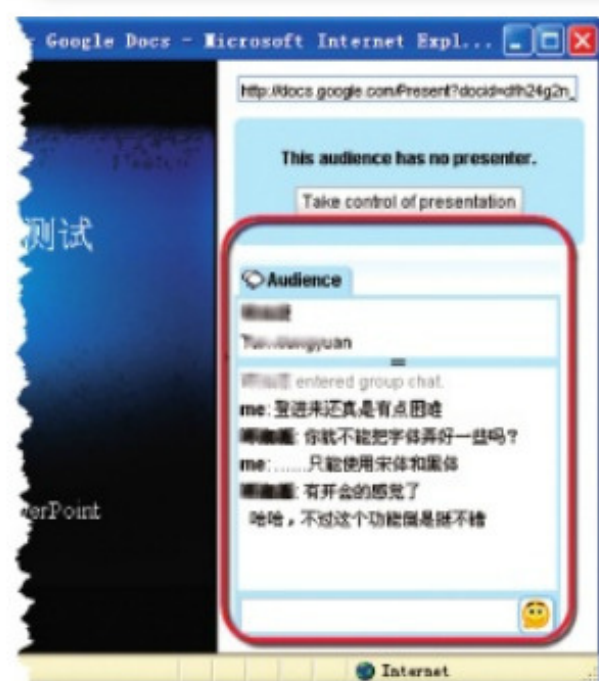 Google Docs - Microsoft Internet Expl...
http://docs.google.com/Present?docid=dfh24g2n_
This audience has no presenter.
Take control of presentation
测试
Audience
entered group chat.
me: 登进来还真是有点困难
: 你就不能把字体弄好一些吗？
me: ......只能使用宋体和黑体
: 有开会的感觉了
哈哈，不过这个功能倒是挺不错
erPoint
Internet